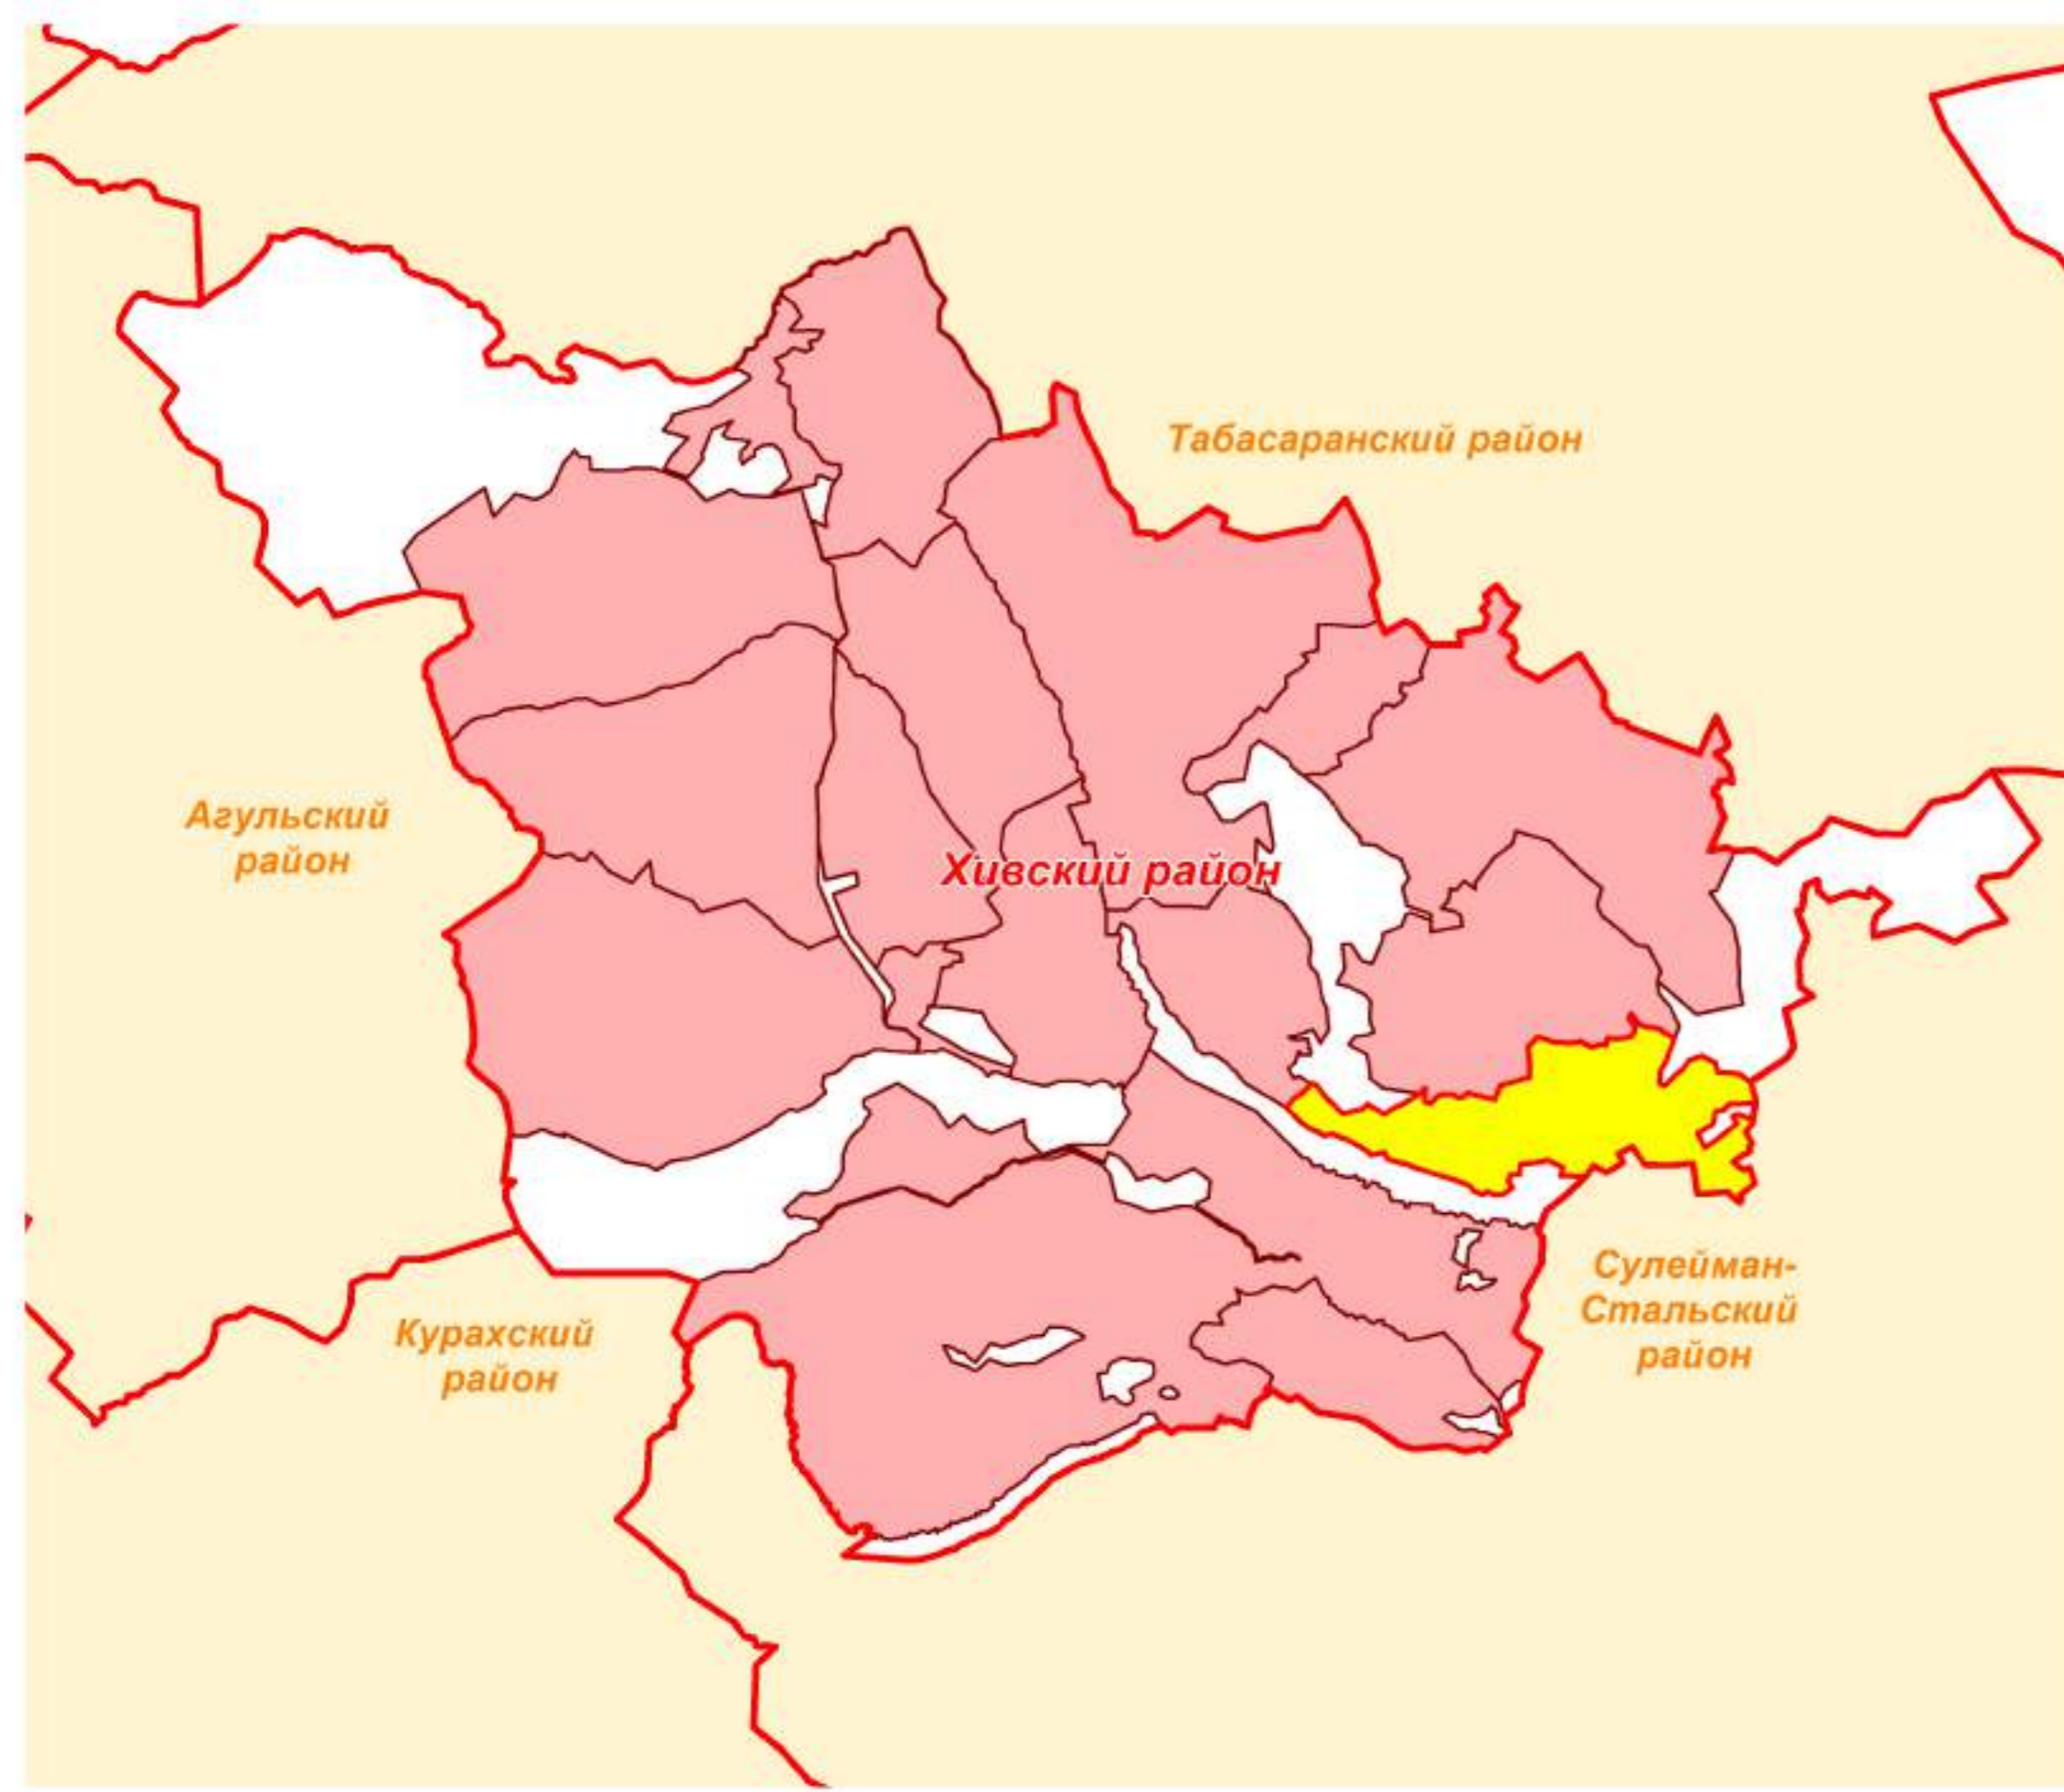 Табасаранский район
Агульский
район
Хивский район
Сулейман-
Стальский
район
Курахский
район